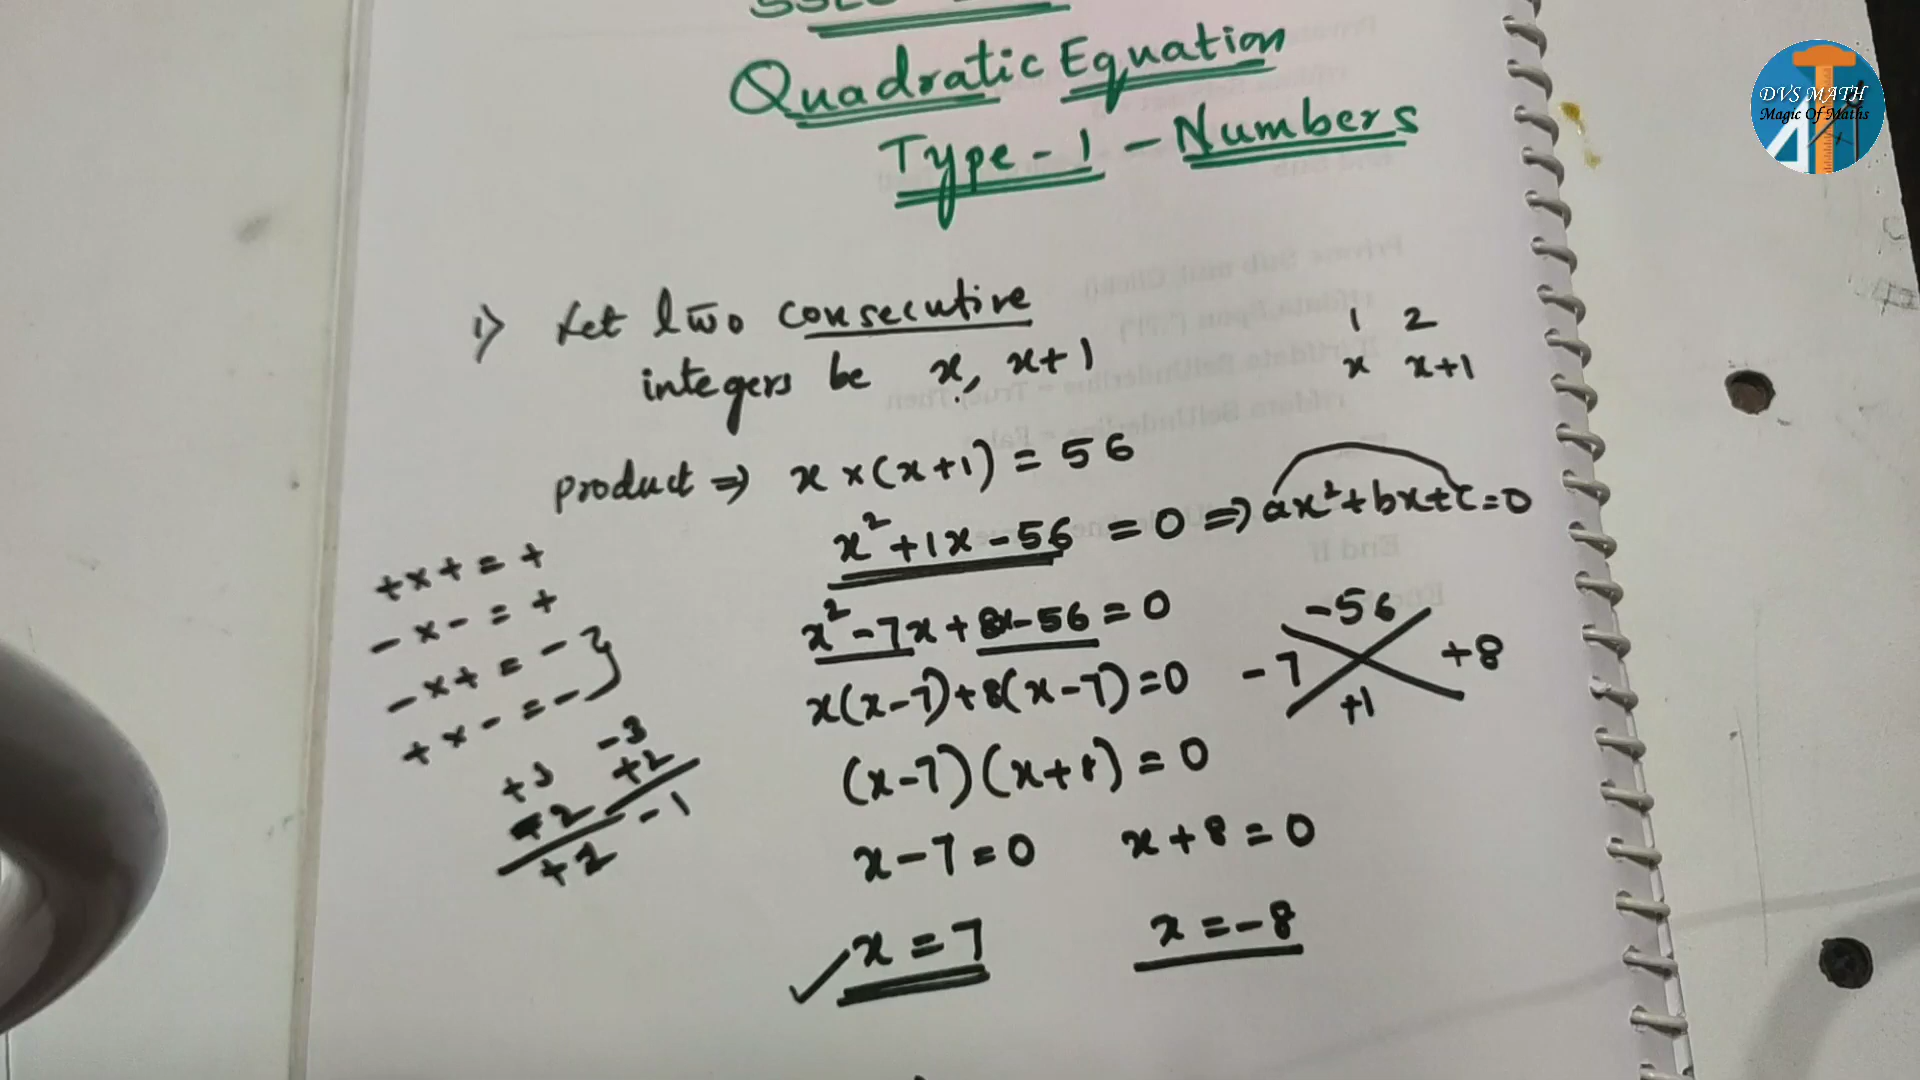 Quadratic Equation
Type - 1 - Numbers
DVS MATH
Magic Of Maths
1) Let two consecutive
integers be x, x+1
1 2
x x+1
product ⇒ x × (x+1) = 56
x² + 1x - 56 = 0 ⇒ ax² + bx + c = 0
x² - 7x + 8x - 56 = 0
x(x-7) + 8(x-7) = 0
(x-7)(x+8) = 0
x - 7 = 0 x + 8 = 0
x = 7 x = -8
-56
-7 +8
+1
+ × + = +
- × - = +
- × + = -
+ × - = -
-3
+2
-1
+2